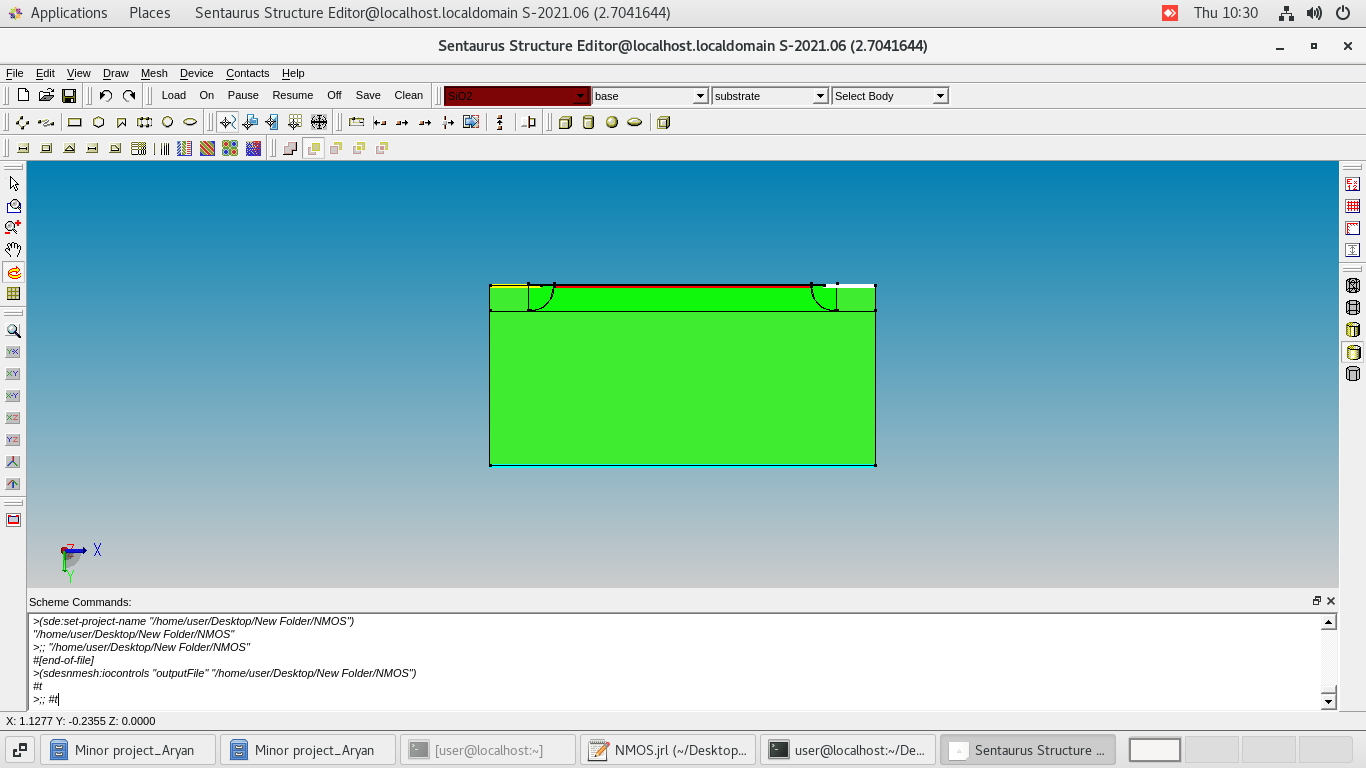 Applications Places Sentaurus Structure Editor@localhost.localdomain S-2021.06 (2.7041644) Thu 10:30
Sentaurus Structure Editor@localhost.localdomain S-2021.06 (2.7041644)
File Edit View Draw Mesh Device Contacts Help
Load On Pause Resume Off Save Clean SiO2 base substrate Select Body
X
Z
Y
YX
XY
X-Y
XZ
YZ
Scheme Commands:
>(sde:set-project-name "/home/user/Desktop/New Folder/NMOS")
"/home/user/Desktop/New Folder/NMOS"
>;; "/home/user/Desktop/New Folder/NMOS"
#[end-of-file]
>(sdesnmesh:iocontrols "outputFile" "/home/user/Desktop/New Folder/NMOS")
#t
>;; #t
X: 1.1277 Y: -0.2355 Z: 0.0000
Minor project_Aryan Minor project_Aryan [user@localhost:~] NMOS.jrl (~/Desktop... user@localhost:~/De... Sentaurus Structure ...